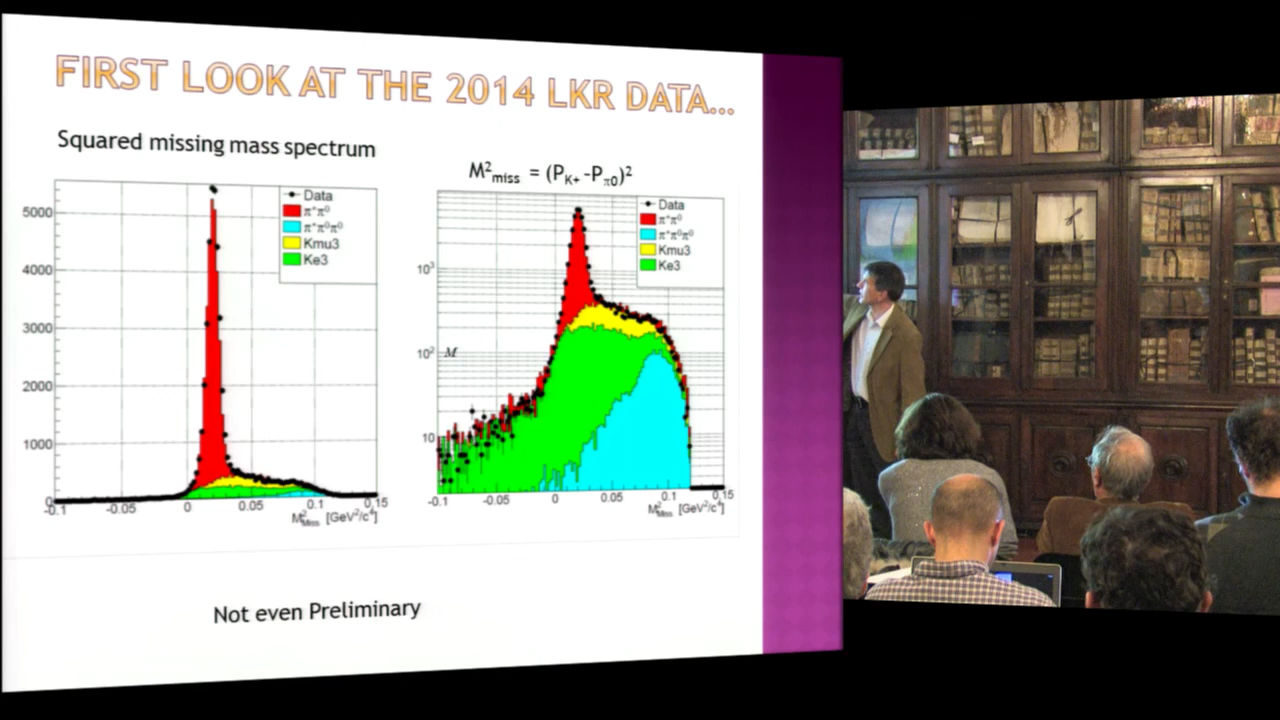 FIRST LOOK AT THE 2014 LKR DATA...
Squared missing mass spectrum
M²miss = (PK+ -Pπ0)²
Data
π⁺π⁰
π⁺π⁰π⁰
Kmu3
Ke3
5000
4000
3000
2000
1000
0
-0.1 -0.05 0 0.05 0.1 0.15
M²Miss [GeV²/c⁴]
Data
π⁺π⁰
π⁺π⁰π⁰
Kmu3
Ke3
10³
10² M
10
-0.1 -0.05 0 0.05 0.1 0.15
M²Miss [GeV²/c⁴]
Not even Preliminary